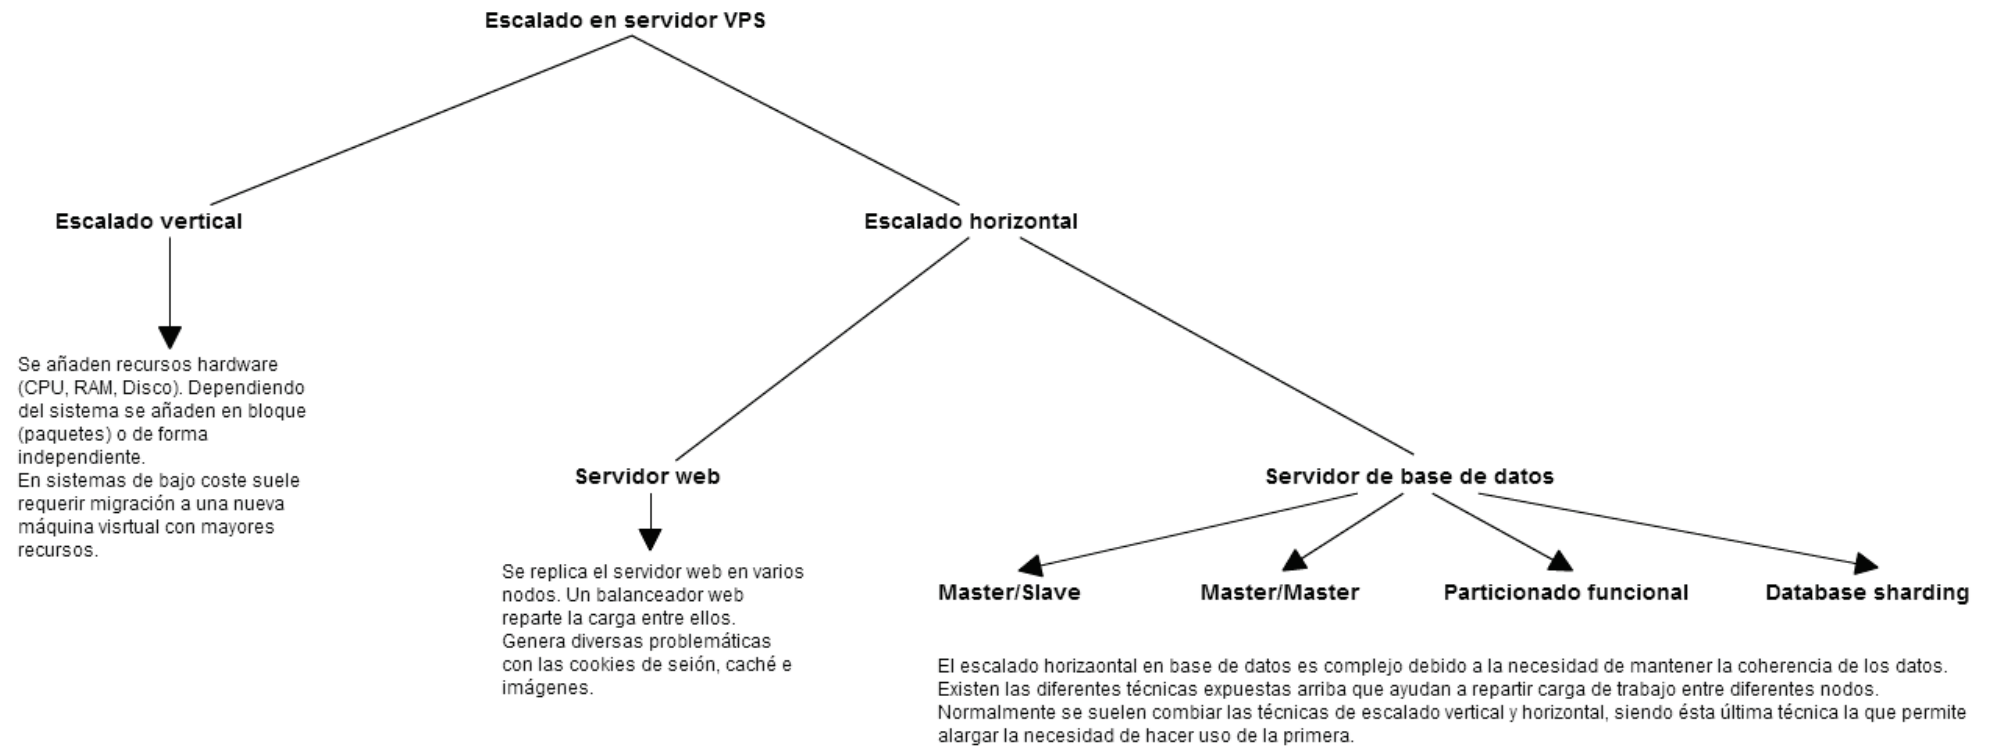 Escalado en servidor VPS
Escalado vertical
Escalado horizontal
Se añaden recursos hardware
(CPU, RAM, Disco). Dependiendo
del sistema se añaden en bloque
(paquetes) o de forma
independiente.
En sistemas de bajo coste suele
requerir migración a una nueva
máquina visrtual con mayores
recursos.
Servidor web
Servidor de base de datos
Se replica el servidor web en varios
nodos. Un balanceador web
reparte la carga entre ellos.
Genera diversas problemáticas
con las cookies de seión, caché e
imágenes.
Master/Slave
Master/Master
Particionado funcional
Database sharding
El escalado horizaontal en base de datos es complejo debido a la necesidad de mantener la coherencia de los datos.
Existen las diferentes técnicas expuestas arriba que ayudan a repartir carga de trabajo entre diferentes nodos.
Normalmente se suelen combiar las técnicas de escalado vertical y horizontal, siendo ésta última técnica la que permite
alargar la necesidad de hacer uso de la primera.